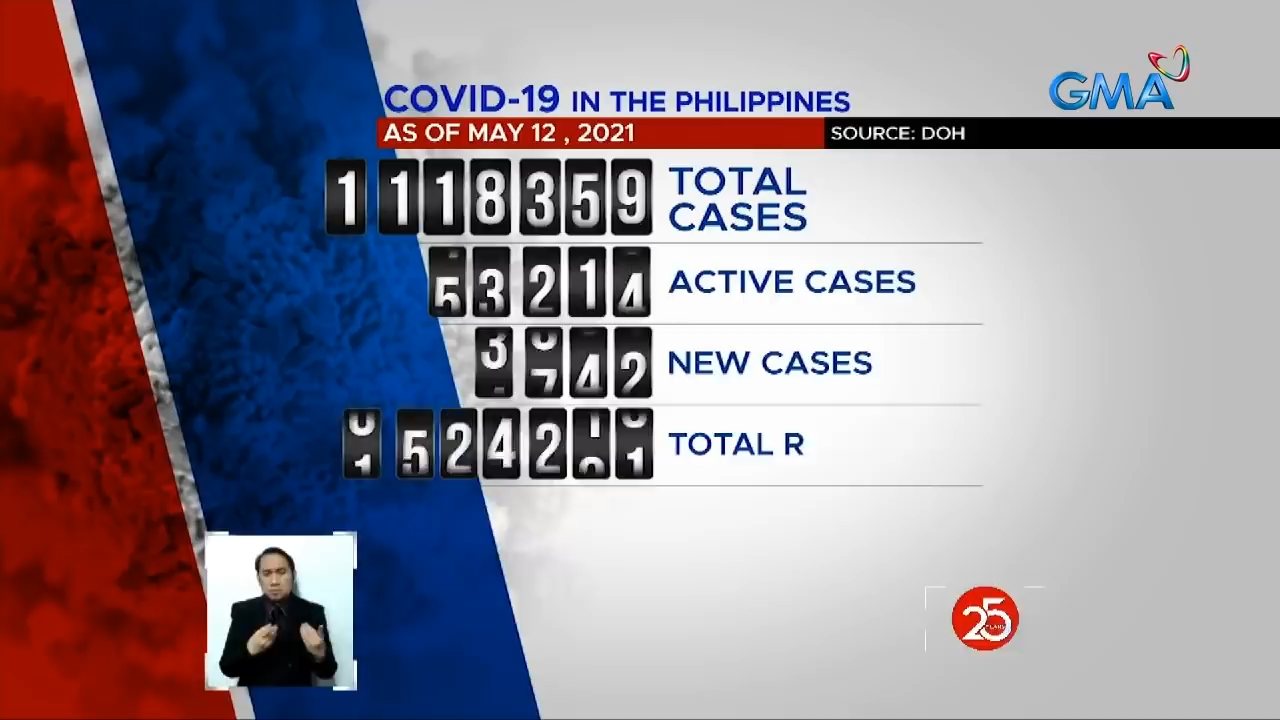 GMA
COVID-19 IN THE PHILIPPINES
AS OF MAY 12 , 2021
SOURCE: DOH
1118359 TOTAL CASES
53214 ACTIVE CASES
NEW CASES
TOTAL R
25
YEARS